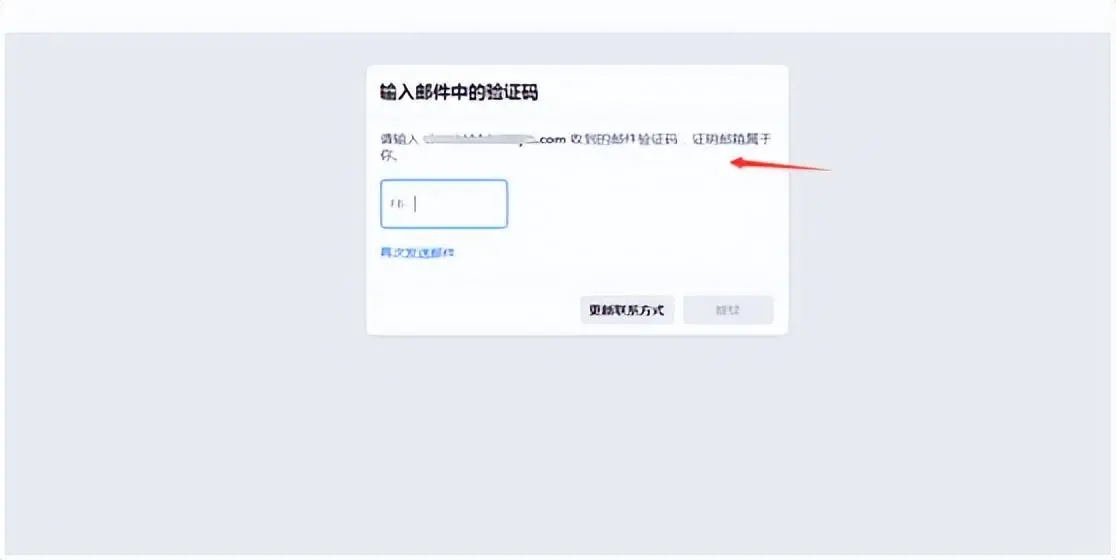 输入邮件中的验证码
请输入 .com 收到的邮件验证码，证明邮箱属于
你。
FB-
再次发送邮件
更新联系方式
继续